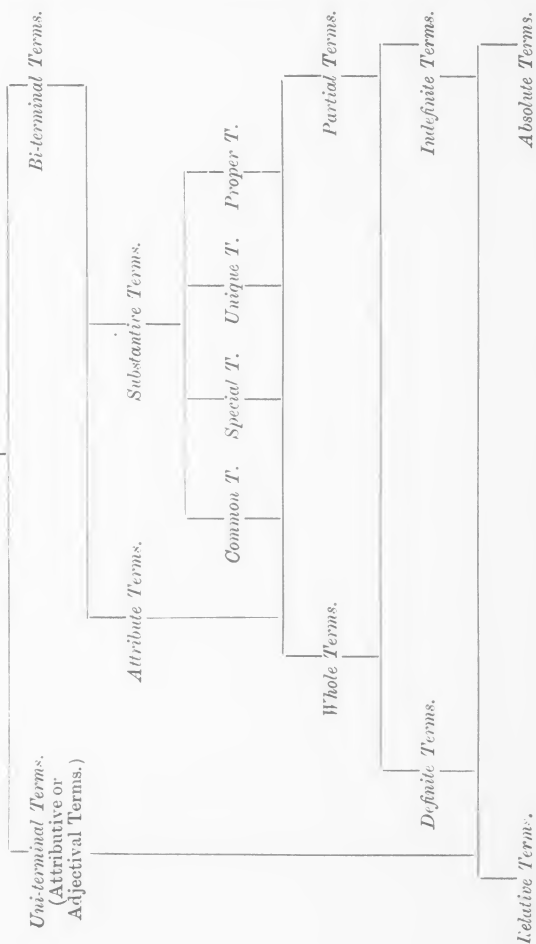 Uni-terminal Terms.
(Attributive or
Adjectival Terms.)
Bi-terminal Terms.
Attribute Terms.
Substantive Terms.
Common T.
Special T.
Unique T.
Proper T.
Whole Terms.
Partial Terms.
Definite Terms.
Indefinite Terms.
Relative Terms.
Absolute Terms.